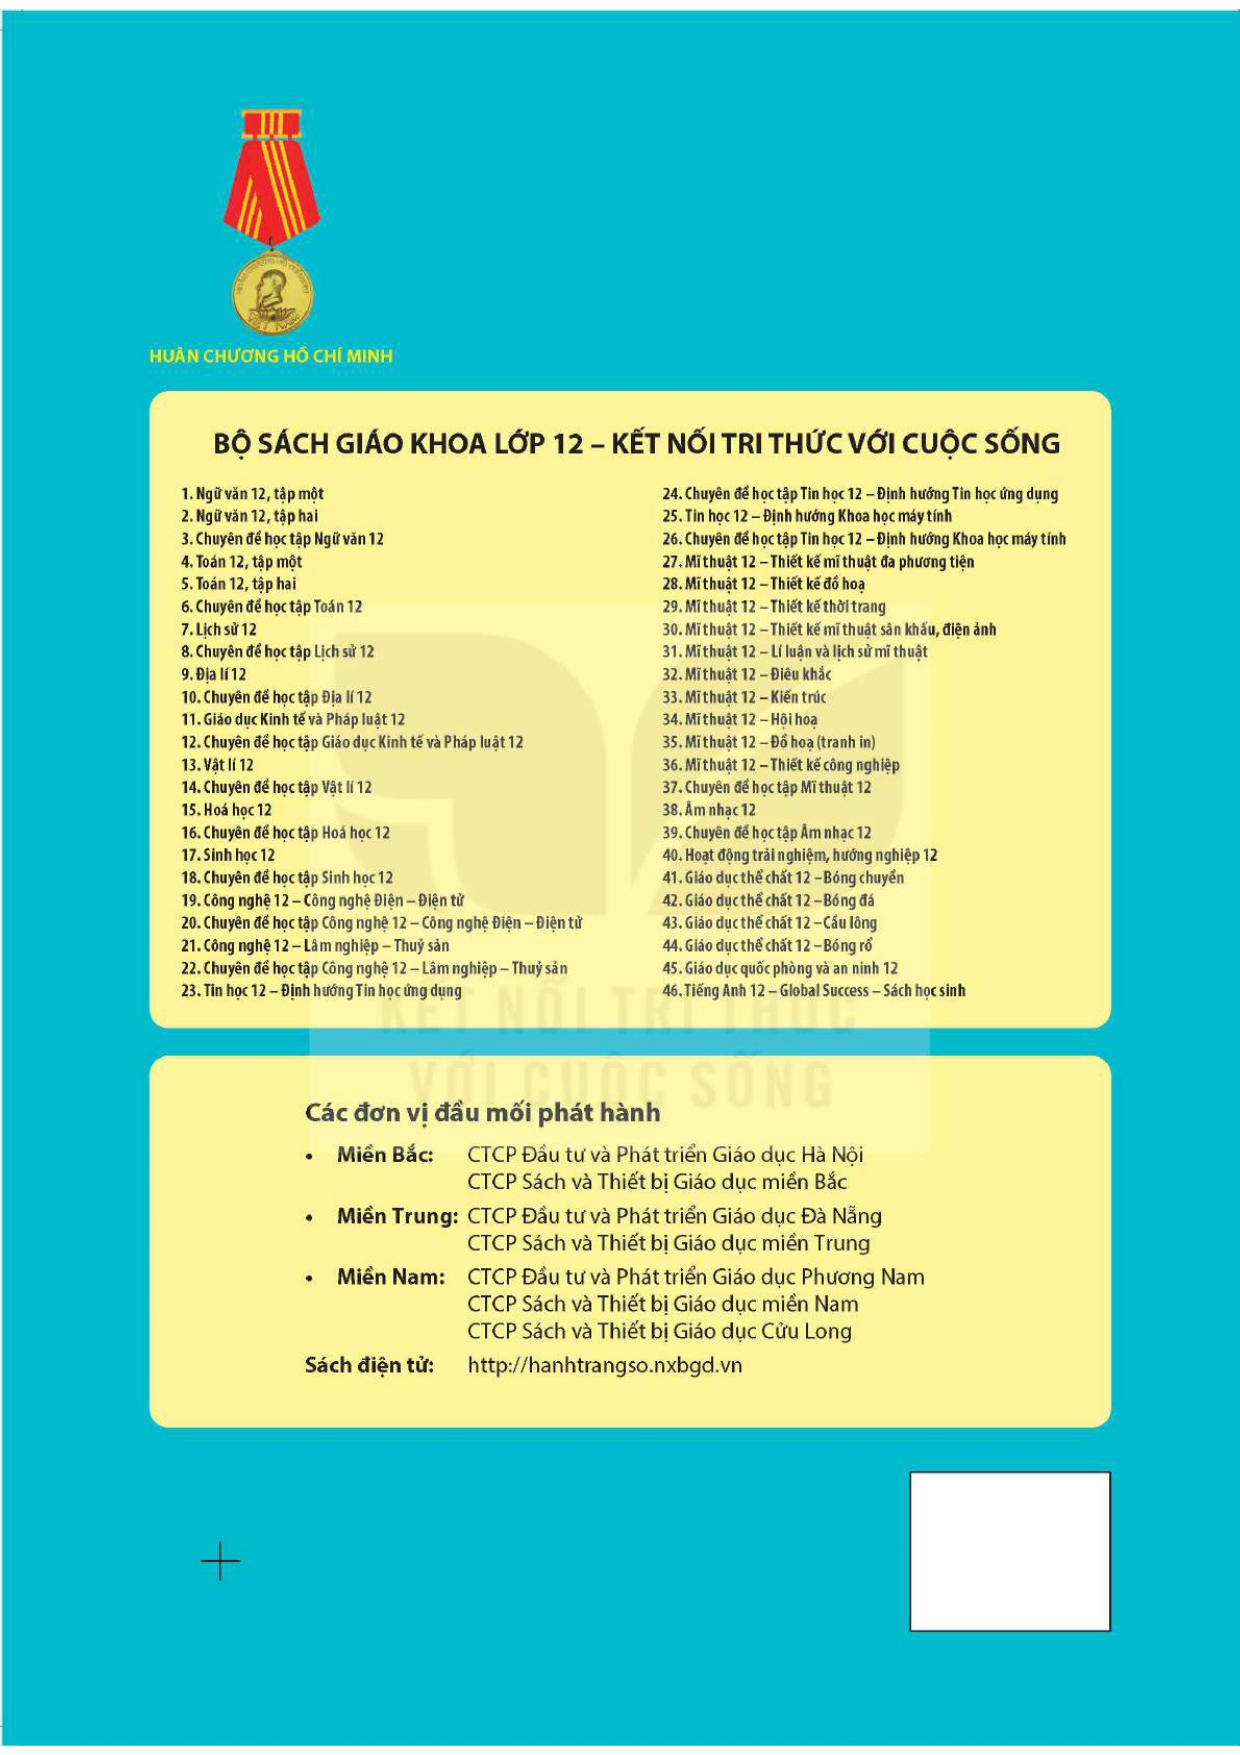 HUÂN CHƯƠNG HỒ CHÍ MINH
BỘ SÁCH GIÁO KHOA LỚP 12 – KẾT NỐI TRI THỨC VỚI CUỘC SỐNG
1. Ngữ văn 12, tập một
2. Ngữ văn 12, tập hai
3. Chuyên đề học tập Ngữ văn 12
4. Toán 12, tập một
5. Toán 12, tập hai
6. Chuyên đề học tập Toán 12
7. Lịch sử 12
8. Chuyên đề học tập Lịch sử 12
9. Địa lí 12
10. Chuyên đề học tập Địa lí 12
11. Giáo dục Kinh tế và Pháp luật 12
12. Chuyên đề học tập Giáo dục Kinh tế và Pháp luật 12
13. Vật lí 12
14. Chuyên đề học tập Vật lí 12
15. Hoá học 12
16. Chuyên đề học tập Hoá học 12
17. Sinh học 12
18. Chuyên đề học tập Sinh học 12
19. Công nghệ 12 – Công nghệ Điện – Điện tử
20. Chuyên đề học tập Công nghệ 12 – Công nghệ Điện – Điện tử
21. Công nghệ 12 – Lâm nghiệp – Thuỷ sản
22. Chuyên đề học tập Công nghệ 12 – Lâm nghiệp – Thuỷ sản
23. Tin học 12 – Định hướng Tin học ứng dụng
24. Chuyên đề học tập Tin học 12 – Định hướng Tin học ứng dụng
25. Tin học 12 – Định hướng Khoa học máy tính
26. Chuyên đề học tập Tin học 12 – Định hướng Khoa học máy tính
27. Mĩ thuật 12 – Thiết kế mĩ thuật đa phương tiện
28. Mĩ thuật 12 – Thiết kế đồ hoạ
29. Mĩ thuật 12 – Thiết kế thời trang
30. Mĩ thuật 12 – Thiết kế mĩ thuật sân khấu, điện ảnh
31. Mĩ thuật 12 – Lí luận và lịch sử mĩ thuật
32. Mĩ thuật 12 – Điêu khắc
33. Mĩ thuật 12 – Kiến trúc
34. Mĩ thuật 12 – Hội hoạ
35. Mĩ thuật 12 – Đồ hoạ (tranh in)
36. Mĩ thuật 12 – Thiết kế công nghiệp
37. Chuyên đề học tập Mĩ thuật 12
38. Âm nhạc 12
39. Chuyên đề học tập Âm nhạc 12
40. Hoạt động trải nghiệm, hướng nghiệp 12
41. Giáo dục thể chất 12 – Bóng chuyền
42. Giáo dục thể chất 12 – Bóng đá
43. Giáo dục thể chất 12 – Cầu lông
44. Giáo dục thể chất 12 – Bóng rổ
45. Giáo dục quốc phòng và an ninh 12
46. Tiếng Anh 12 – Global Success – Sách học sinh
KẾT NỐI TRI THỨC
VỚI CUỘC SỐNG
Các đơn vị đầu mối phát hành
• Miền Bắc: CTCP Đầu tư và Phát triển Giáo dục Hà Nội
CTCP Sách và Thiết bị Giáo dục miền Bắc
• Miền Trung: CTCP Đầu tư và Phát triển Giáo dục Đà Nẵng
CTCP Sách và Thiết bị Giáo dục miền Trung
• Miền Nam: CTCP Đầu tư và Phát triển Giáo dục Phương Nam
CTCP Sách và Thiết bị Giáo dục miền Nam
CTCP Sách và Thiết bị Giáo dục Cửu Long
Sách điện tử: http://hanhtrangso.nxbgd.vn